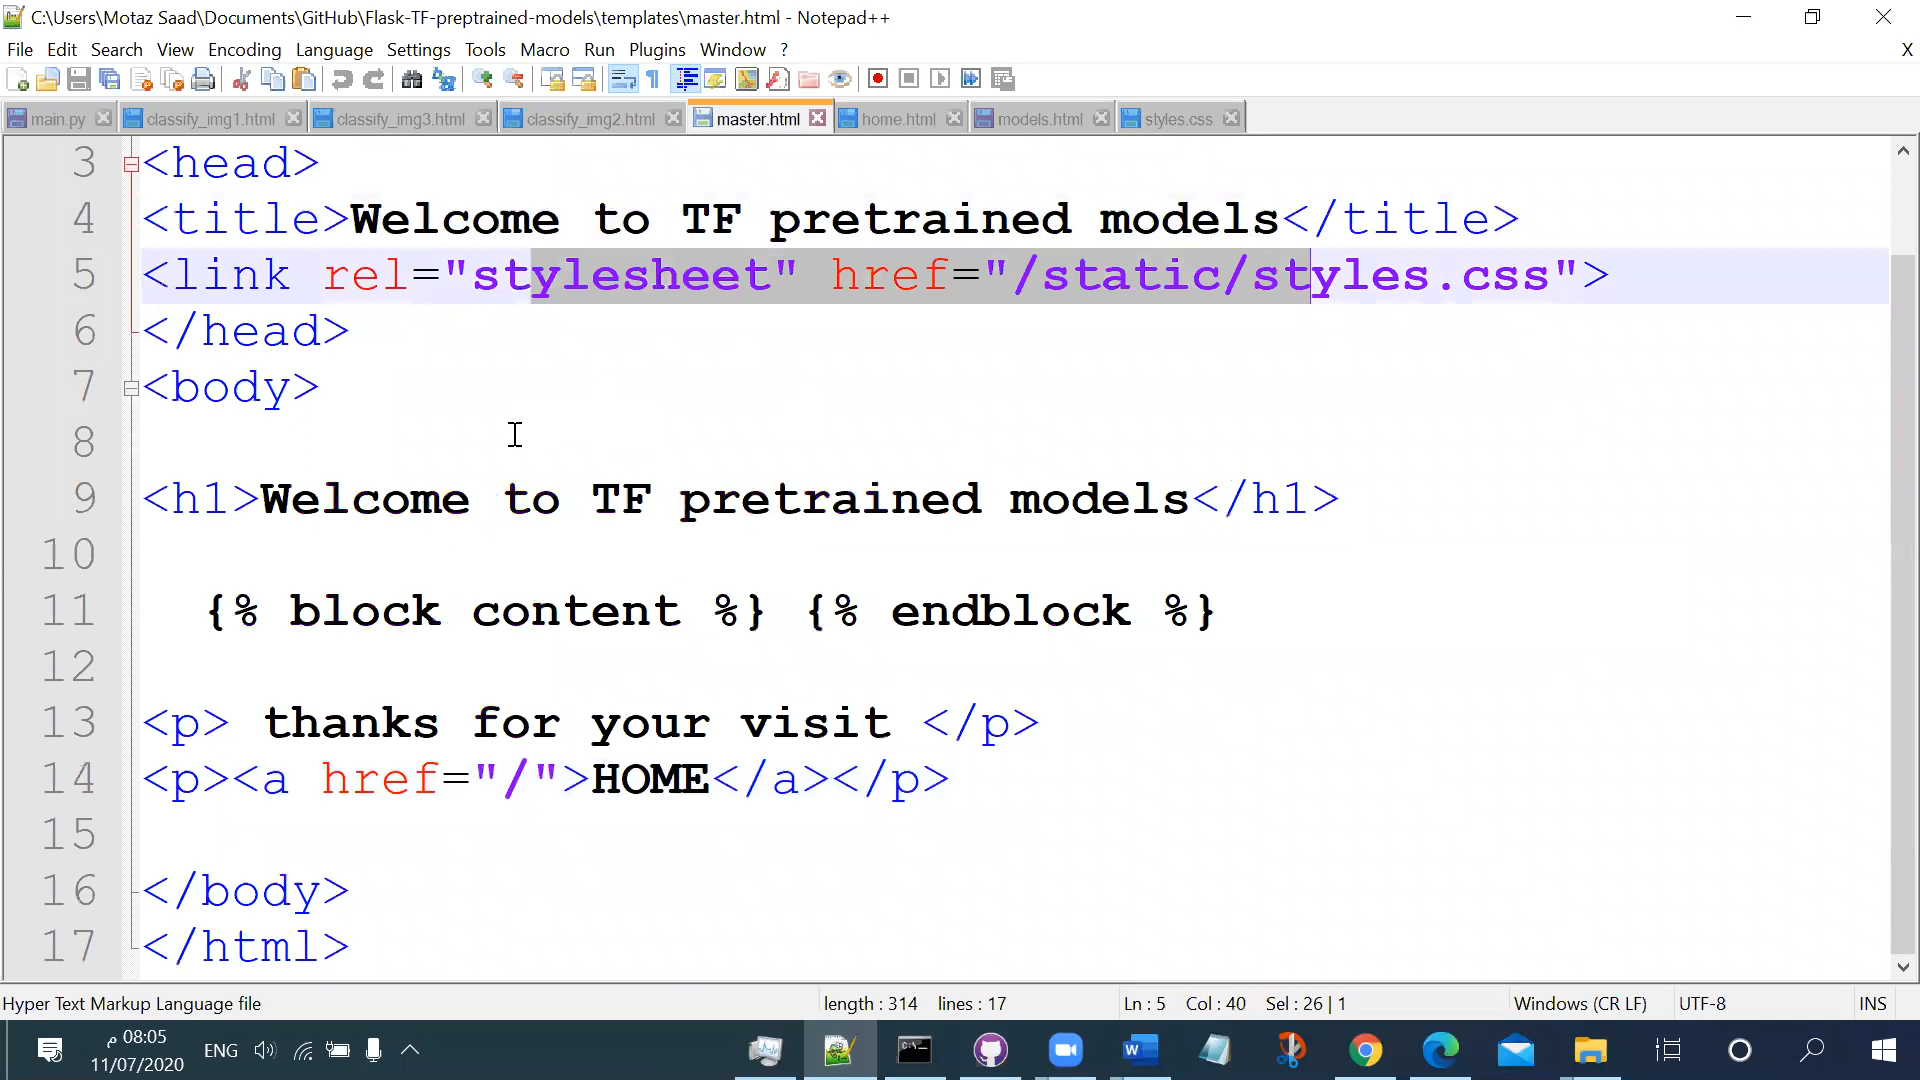 C:\Users\Motaz Saad\Documents\GitHub\Flask-TF-preptrained-models\templates\master.html - Notepad++
File Edit Search View Encoding Language Settings Tools Macro Run Plugins Window ? X
main.py classify_img1.html classify_img3.html classify_img2.html master.html home.html models.html styles.css
3 <head>
4 <title>Welcome to TF pretrained models</title>
5 <link rel="stylesheet" href="/static/styles.css">
6 </head>
7 <body>
8
9 <h1>Welcome to TF pretrained models</h1>
10
11 {% block content %} {% endblock %}
12
13 <p> thanks for your visit </p>
14 <p><a href="/">HOME</a></p>
15
16 </body>
17 </html>
Hyper Text Markup Language file length : 314 lines : 17 Ln : 5 Col : 40 Sel : 26 | 1 Windows (CR LF) UTF-8 INS
08:05 م
11/07/2020
ENG